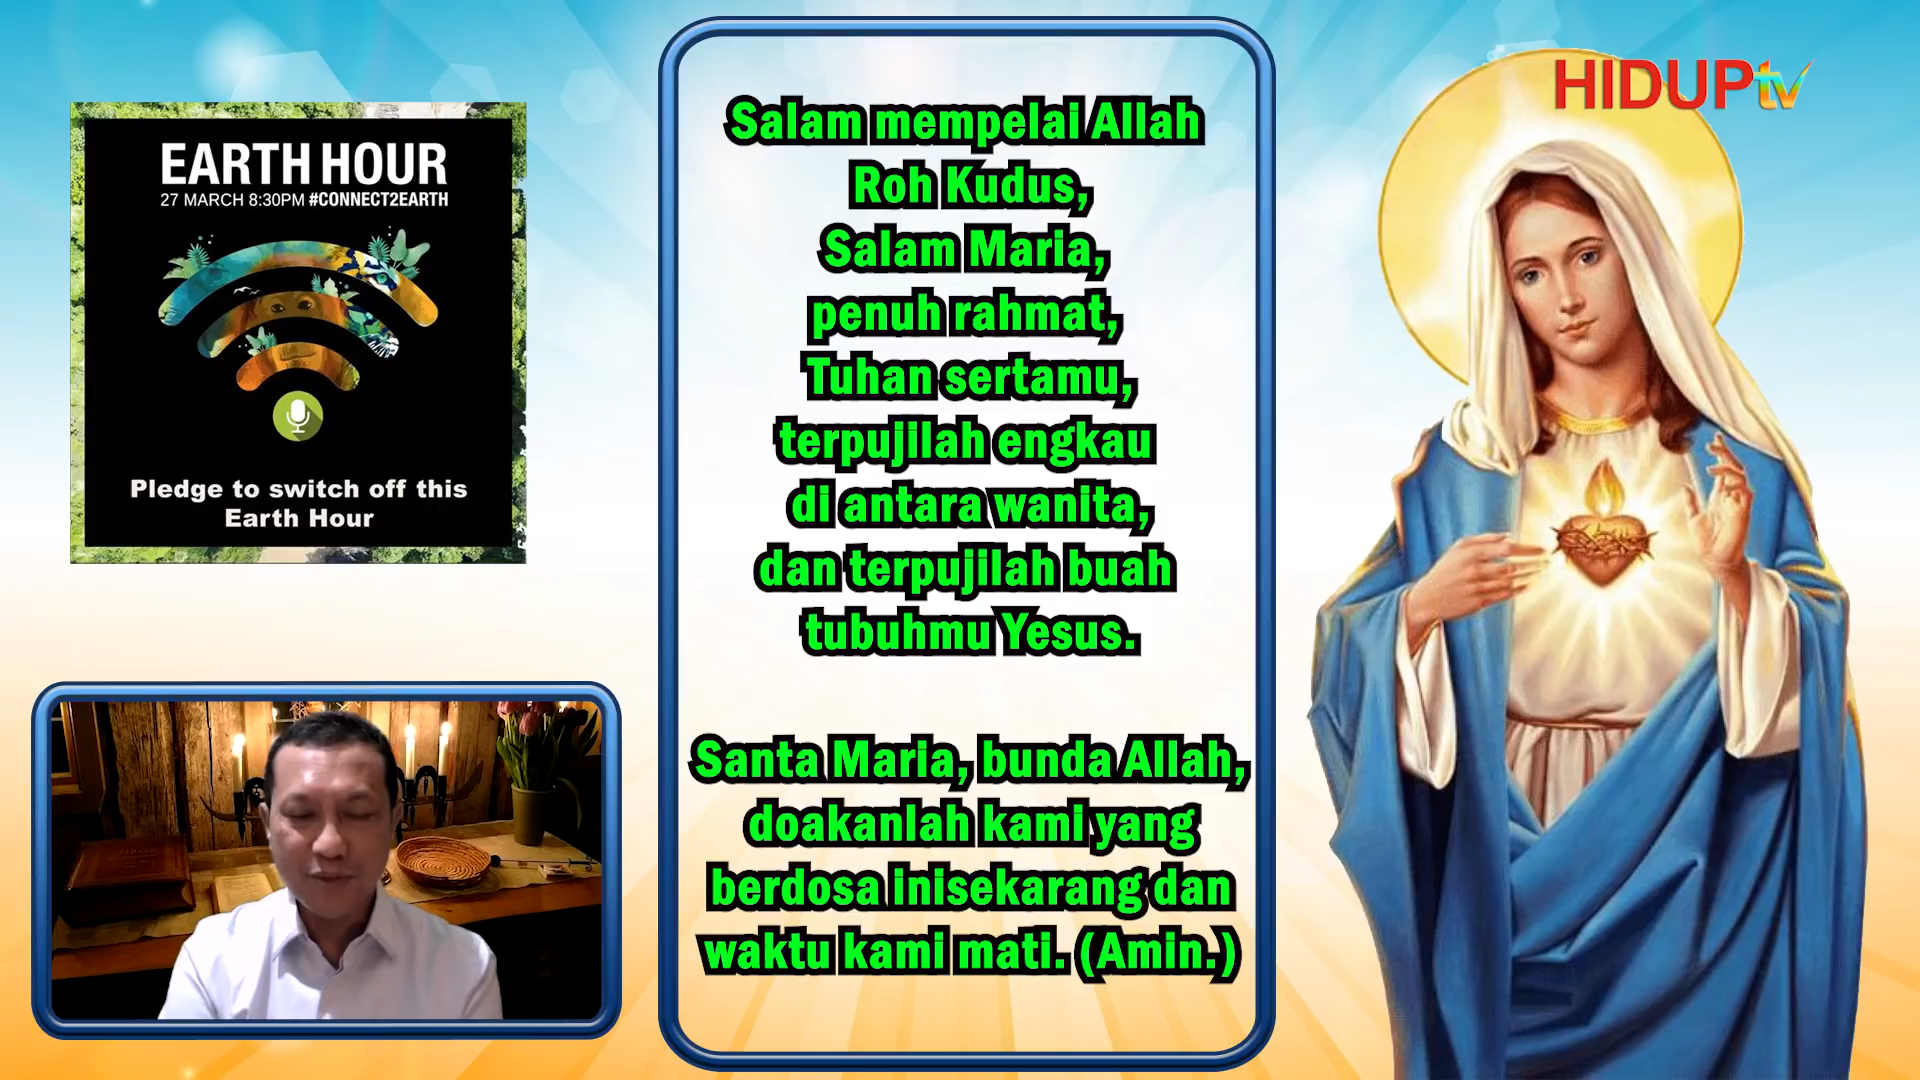 HIDUPtv
EARTH HOUR
27 MARCH 8:30PM #CONNECT2EARTH
Pledge to switch off this
Earth Hour
Salam mempelai Allah
Roh Kudus,
Salam Maria,
penuh rahmat,
Tuhan sertamu,
terpujilah engkau
di antara wanita,
dan terpujilah buah
tubuhmu Yesus.
Santa Maria, bunda Allah,
doakanlah kami yang
berdosa inisekarang dan
waktu kami mati. (Amin.)